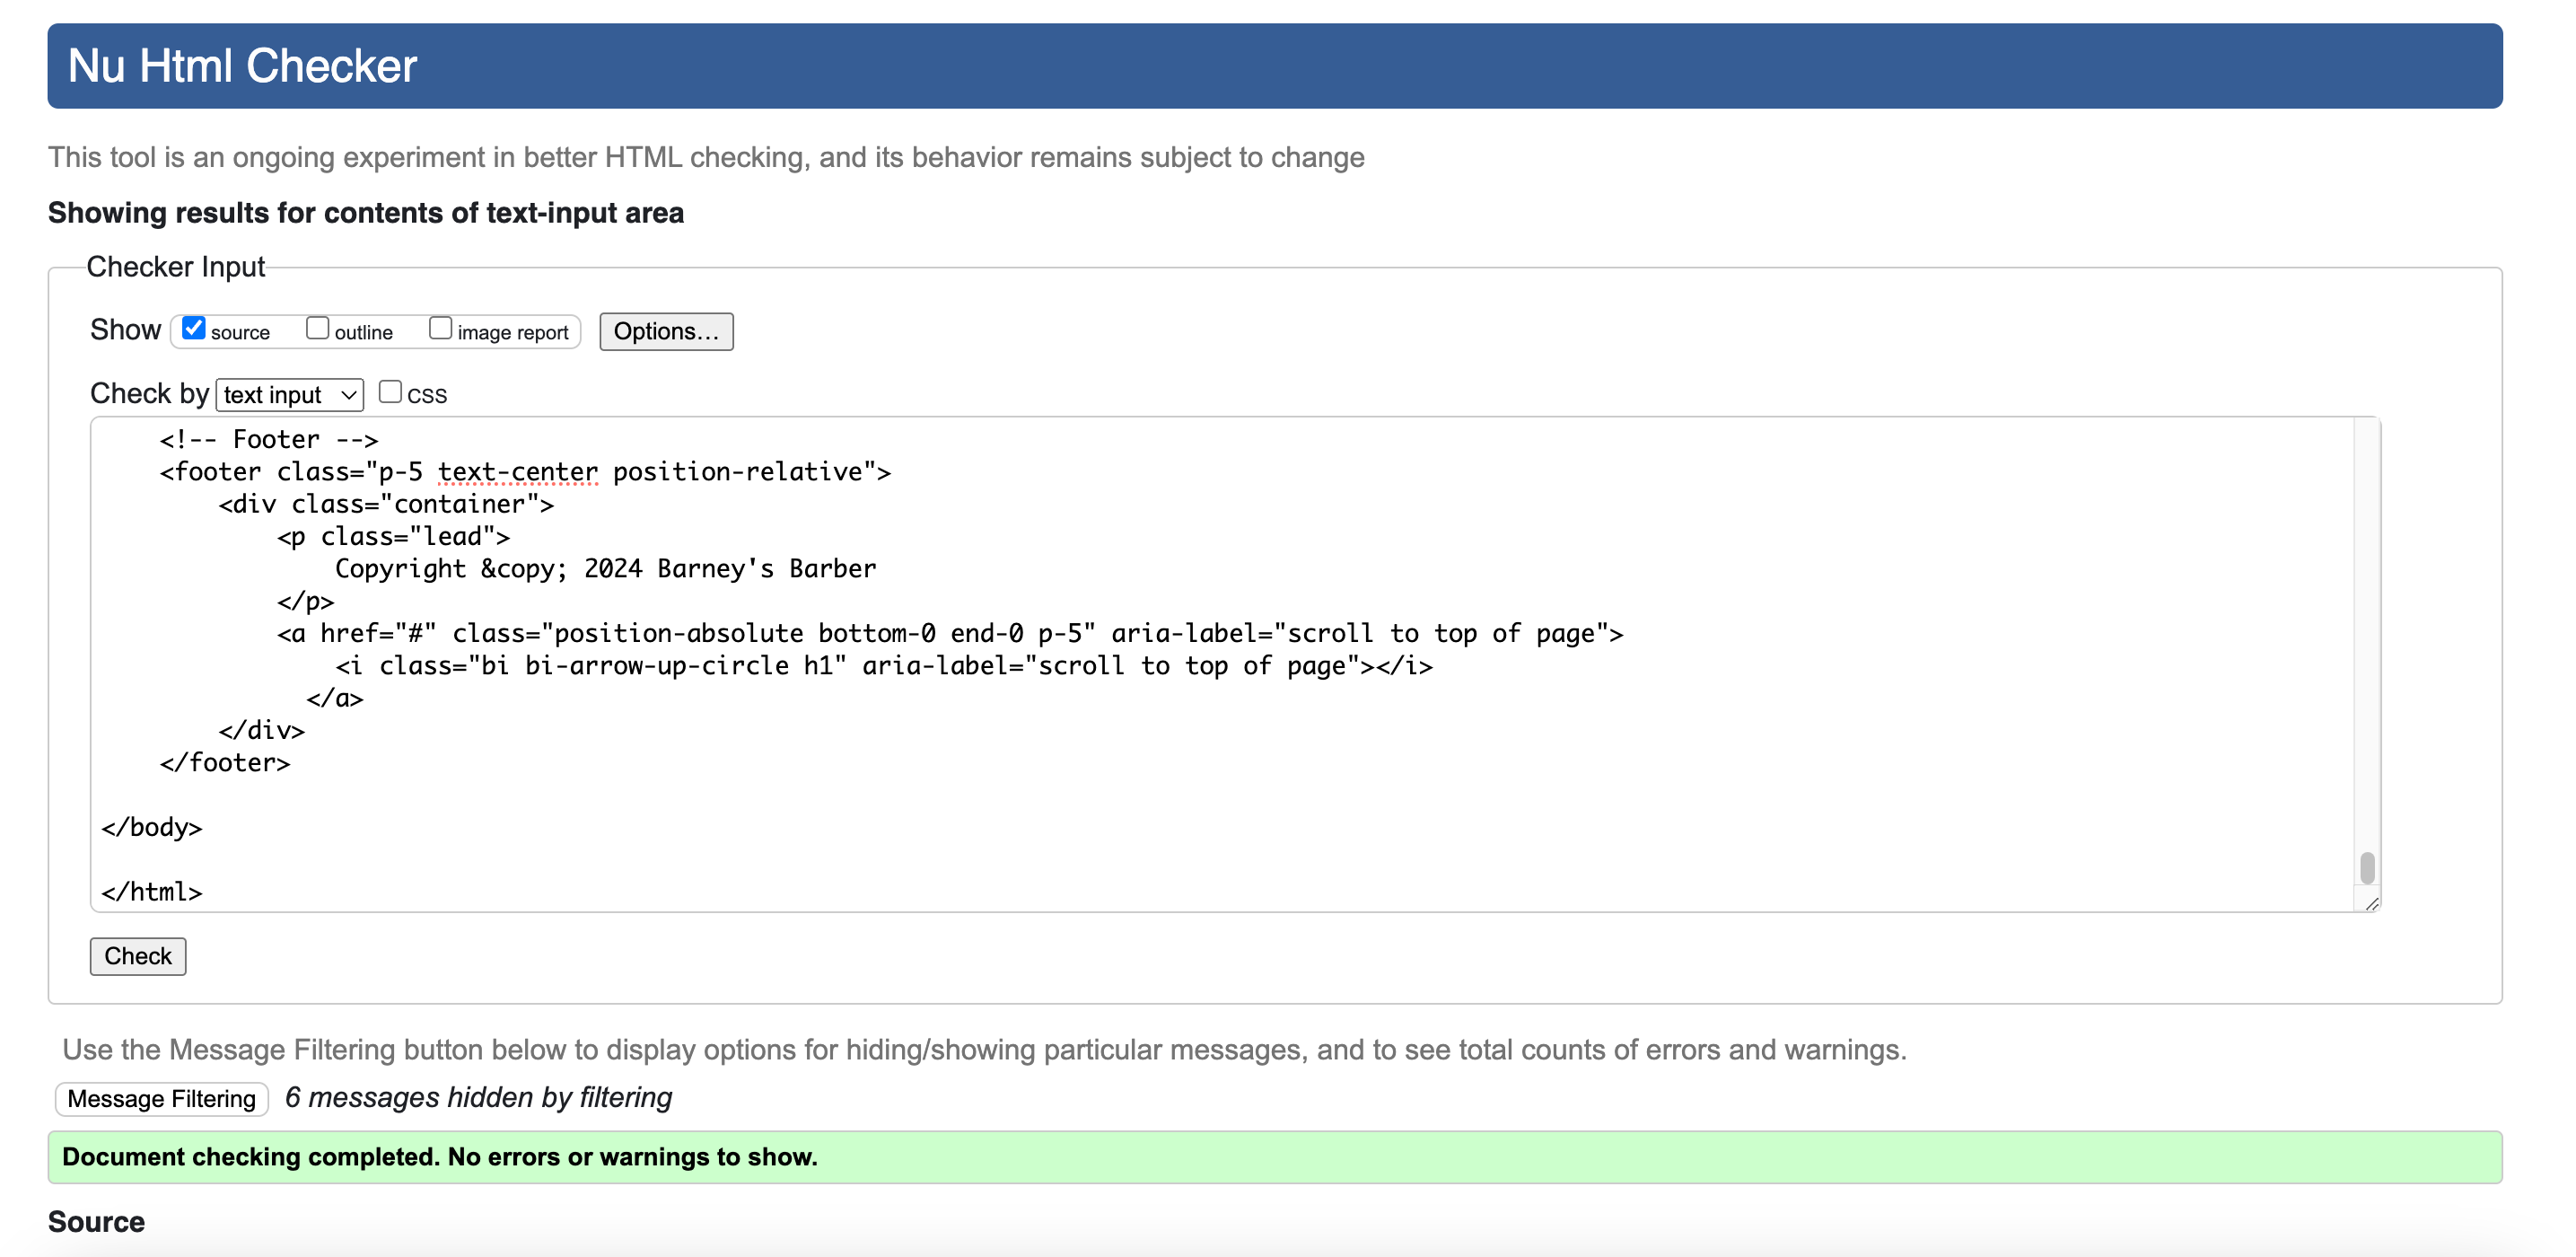 Nu Html Checker
This tool is an ongoing experiment in better HTML checking, and its behavior remains subject to change
Showing results for contents of text-input area
Checker Input
Show source outline image report Options...
Check by text input CSS
<!-- Footer -->
<footer class="p-5 text-center position-relative">
<div class="container">
<p class="lead">
Copyright &copy; 2024 Barney's Barber
</p>
<a href="#" class="position-absolute bottom-0 end-0 p-5" aria-label="scroll to top of page">
<i class="bi bi-arrow-up-circle h1" aria-label="scroll to top of page"></i>
</a>
</div>
</footer>
</body>
</html>
Check
Use the Message Filtering button below to display options for hiding/showing particular messages, and to see total counts of errors and warnings.
Message Filtering 6 messages hidden by filtering
Document checking completed. No errors or warnings to show.
Source